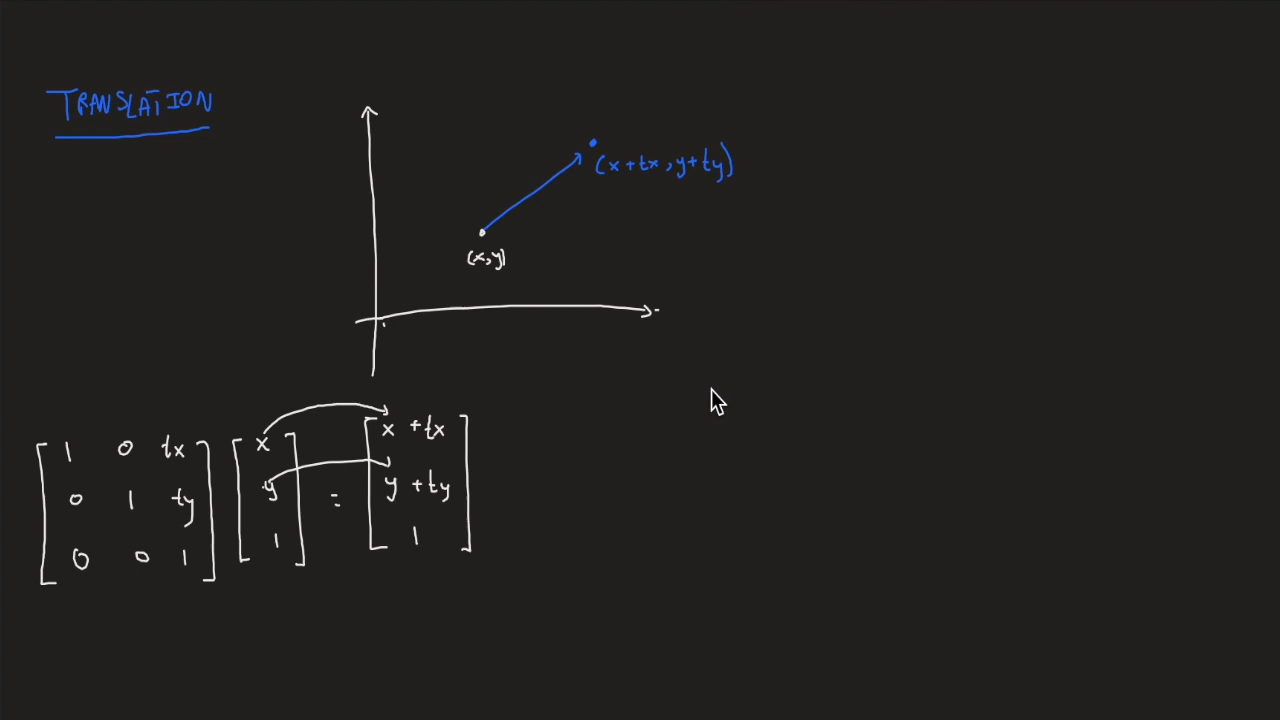 TRANSLATION
(x+tx, y+ty)
(x,y)
1 0 tx x x +tx
0 1 ty y = y +ty
0 0 1 1 1